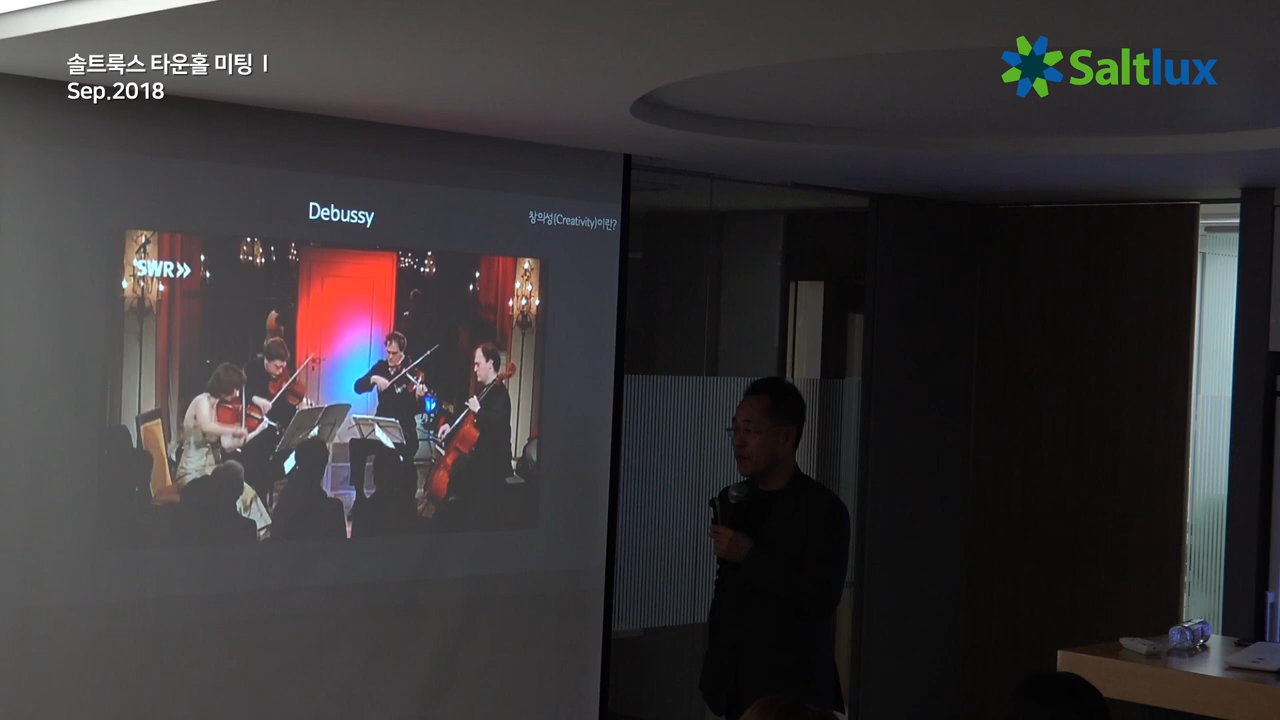 솔트룩스 타운홀 미팅 I
Sep.2018
Saltlux
Debussy
창의성(Creativity)이란?
SWR»